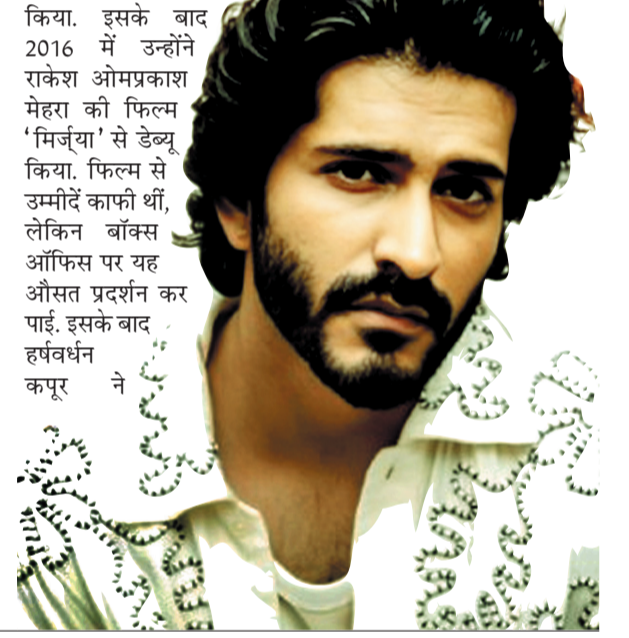 किया. इसके बाद
2016 में उन्होंने
राकेश ओमप्रकाश
मेहरा की फिल्म
‘मिर्ज्या’ से डेब्यू
किया. फिल्म से
उम्मीदें काफी थीं,
लेकिन बॉक्स
ऑफिस पर यह
औसत प्रदर्शन कर
पाई. इसके बाद
हर्षवर्धन
कपूर ने